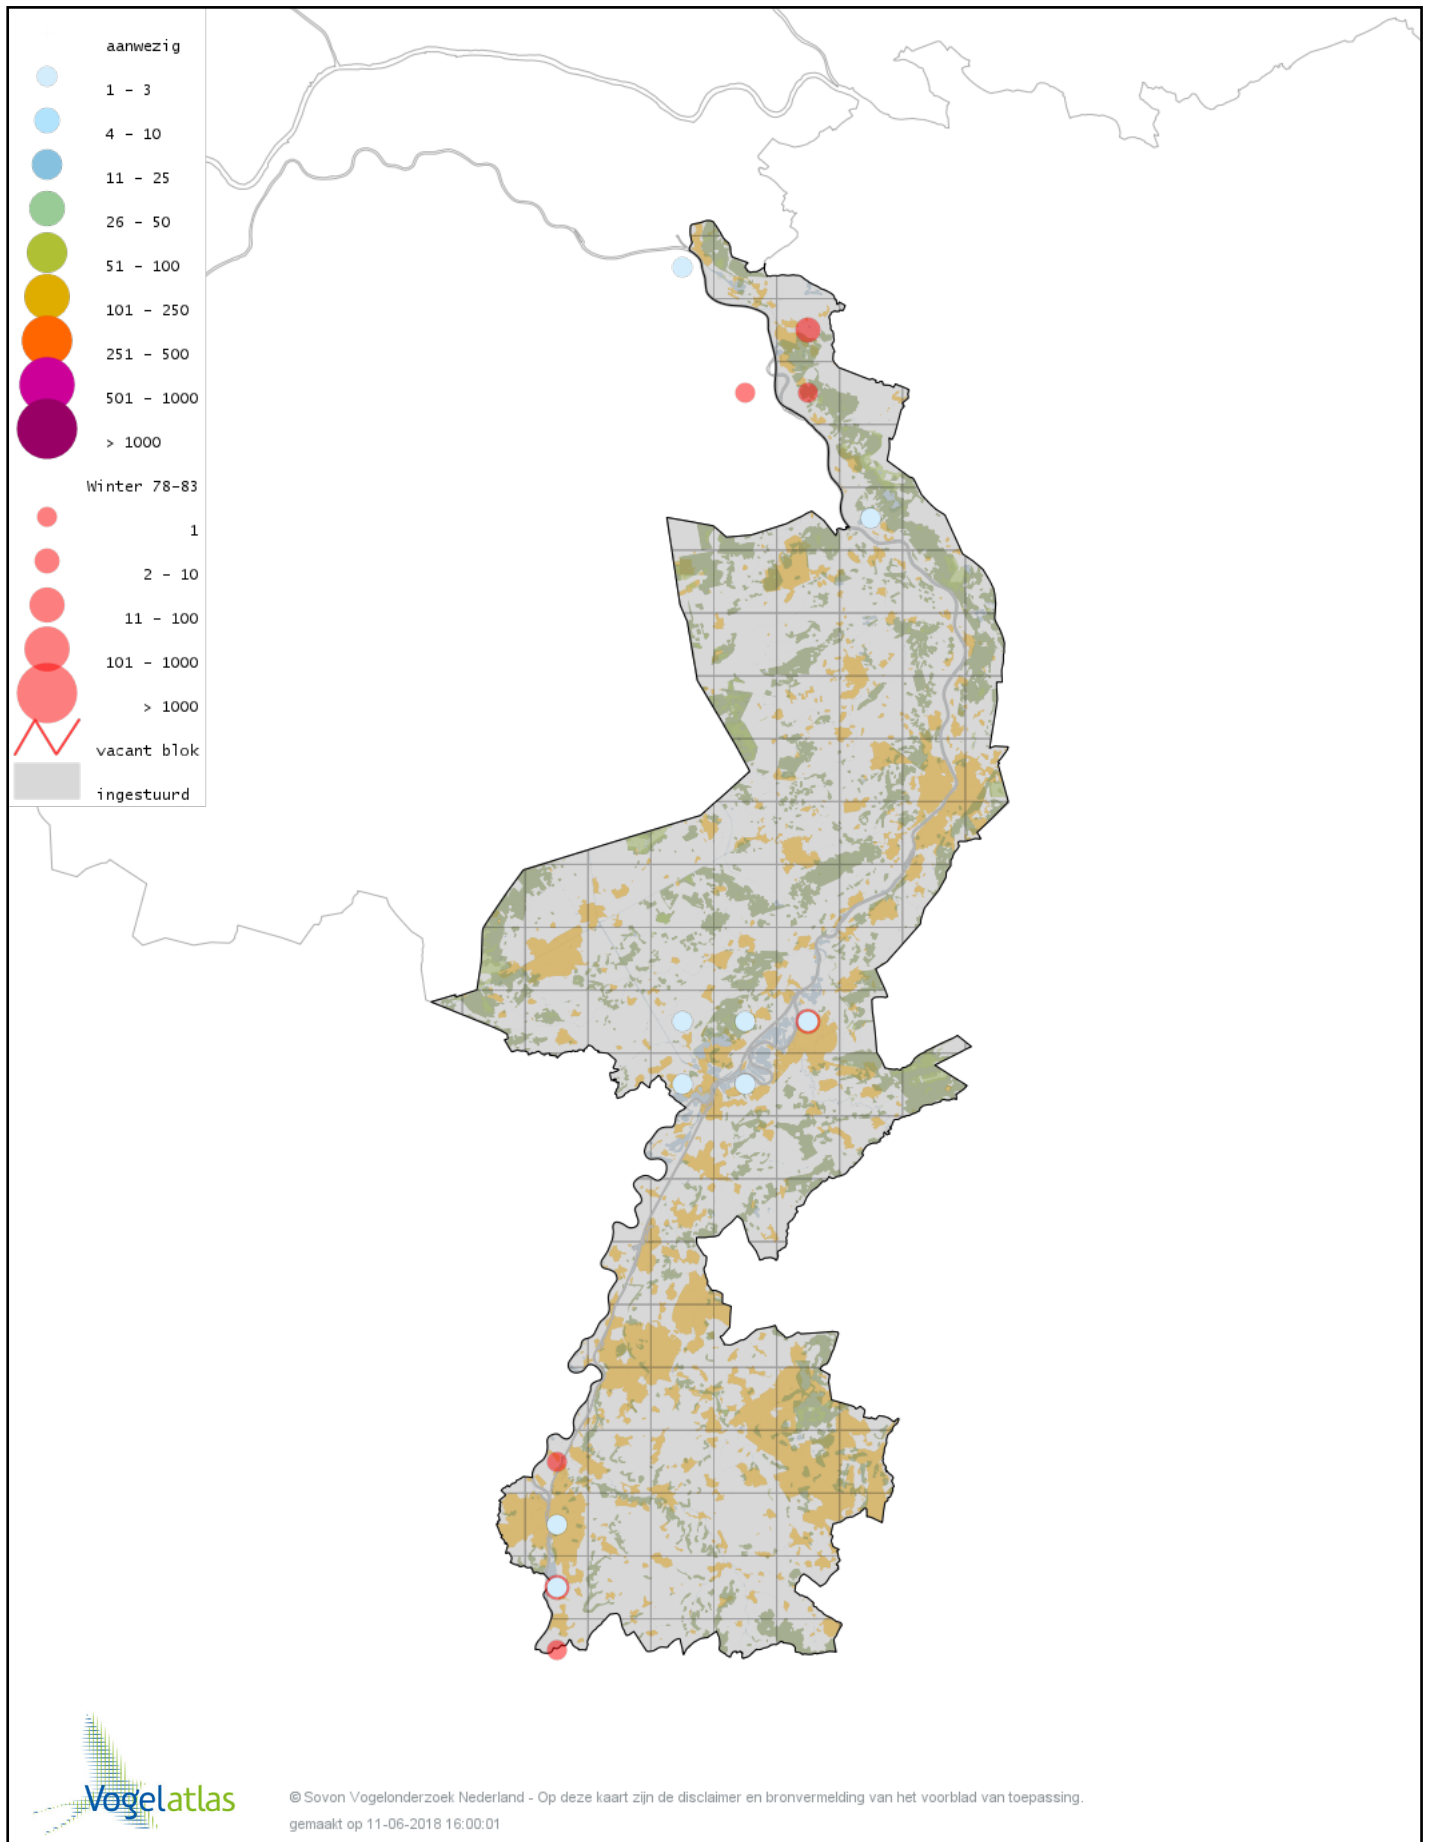 aanwezig
1 – 3
4 – 10
11 – 25
26 – 50
51 – 100
101 – 250
251 – 500
501 – 1000
> 1000
Winter 78-83
1
2 – 10
11 – 100
101 – 1000
> 1000
vacant blok
ingestuurd
Vogelatlas
© Sovon Vogelonderzoek Nederland - Op deze kaart zijn de disclaimer en bronvermelding van het voorblad van toepassing.
gemaakt op 11-06-2018 16:00:01